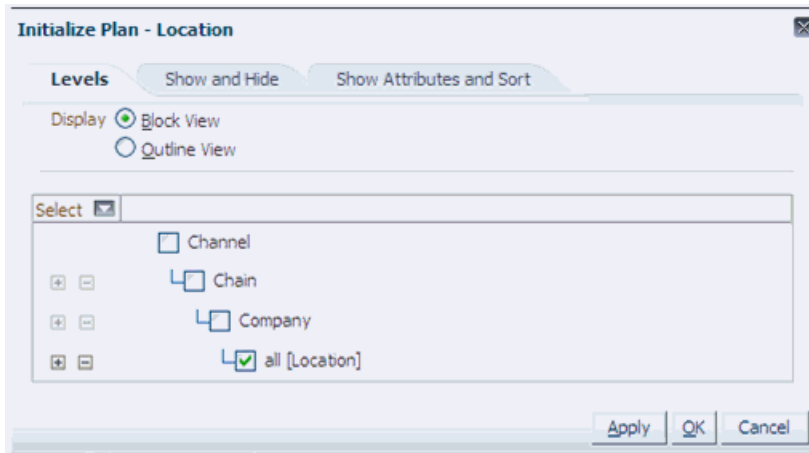 Initialize Plan - Location
Levels Show and Hide Show Attributes and Sort
Display Block View
Outline View
Select
Channel
Chain
Company
all [Location]
Apply OK Cancel